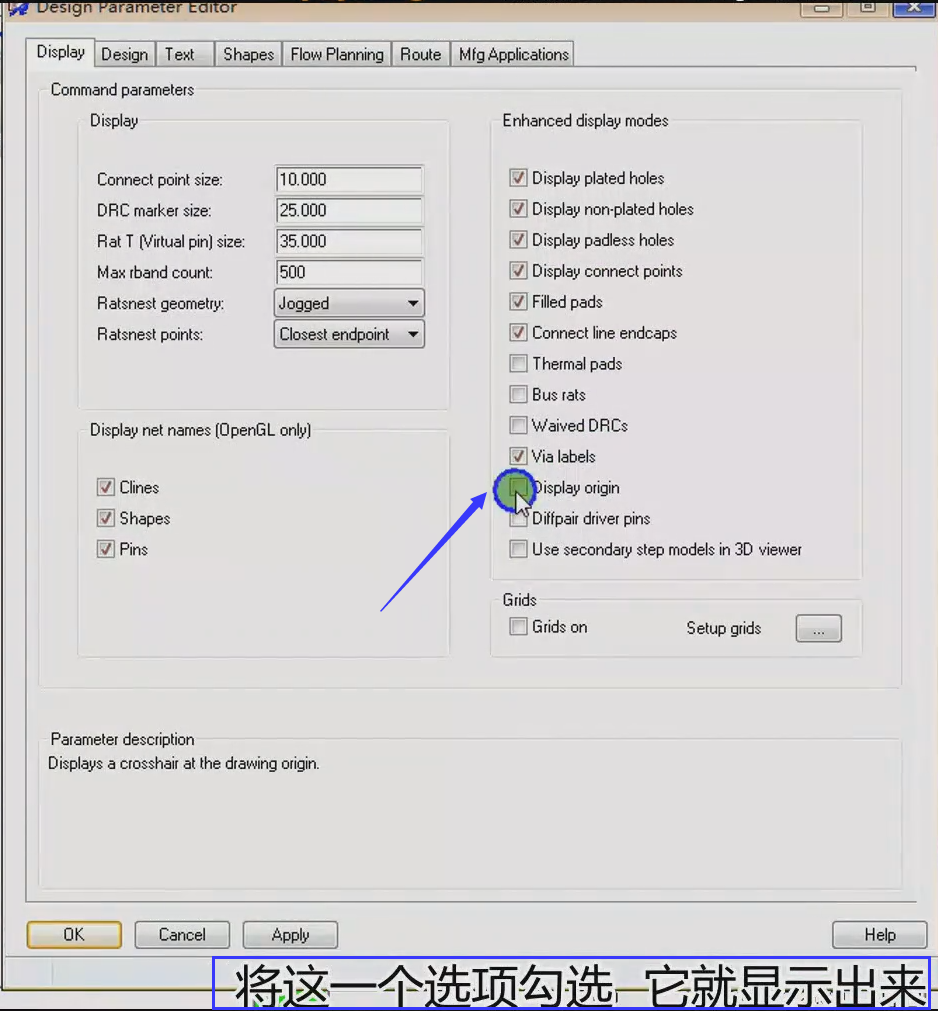 Design Parameter Editor
Display Design Text Shapes Flow Planning Route Mfg Applications
Command parameters
Display
Connect point size: 10.000
DRC marker size: 25.000
Rat T (Virtual pin) size: 35.000
Max rband count: 500
Ratsnest geometry: Jogged
Ratsnest points: Closest endpoint
Display net names (OpenGL only)
Clines
Shapes
Pins
Enhanced display modes
Display plated holes
Display non-plated holes
Display padless holes
Display connect points
Filled pads
Connect line endcaps
Thermal pads
Bus rats
Waived DRCs
Via labels
Display origin
Diffpair driver pins
Use secondary step models in 3D viewer
Grids
Grids on Setup grids ...
Parameter description
Displays a crosshair at the drawing origin.
OK Cancel Apply Help
将这一个选项勾选 它就显示出来